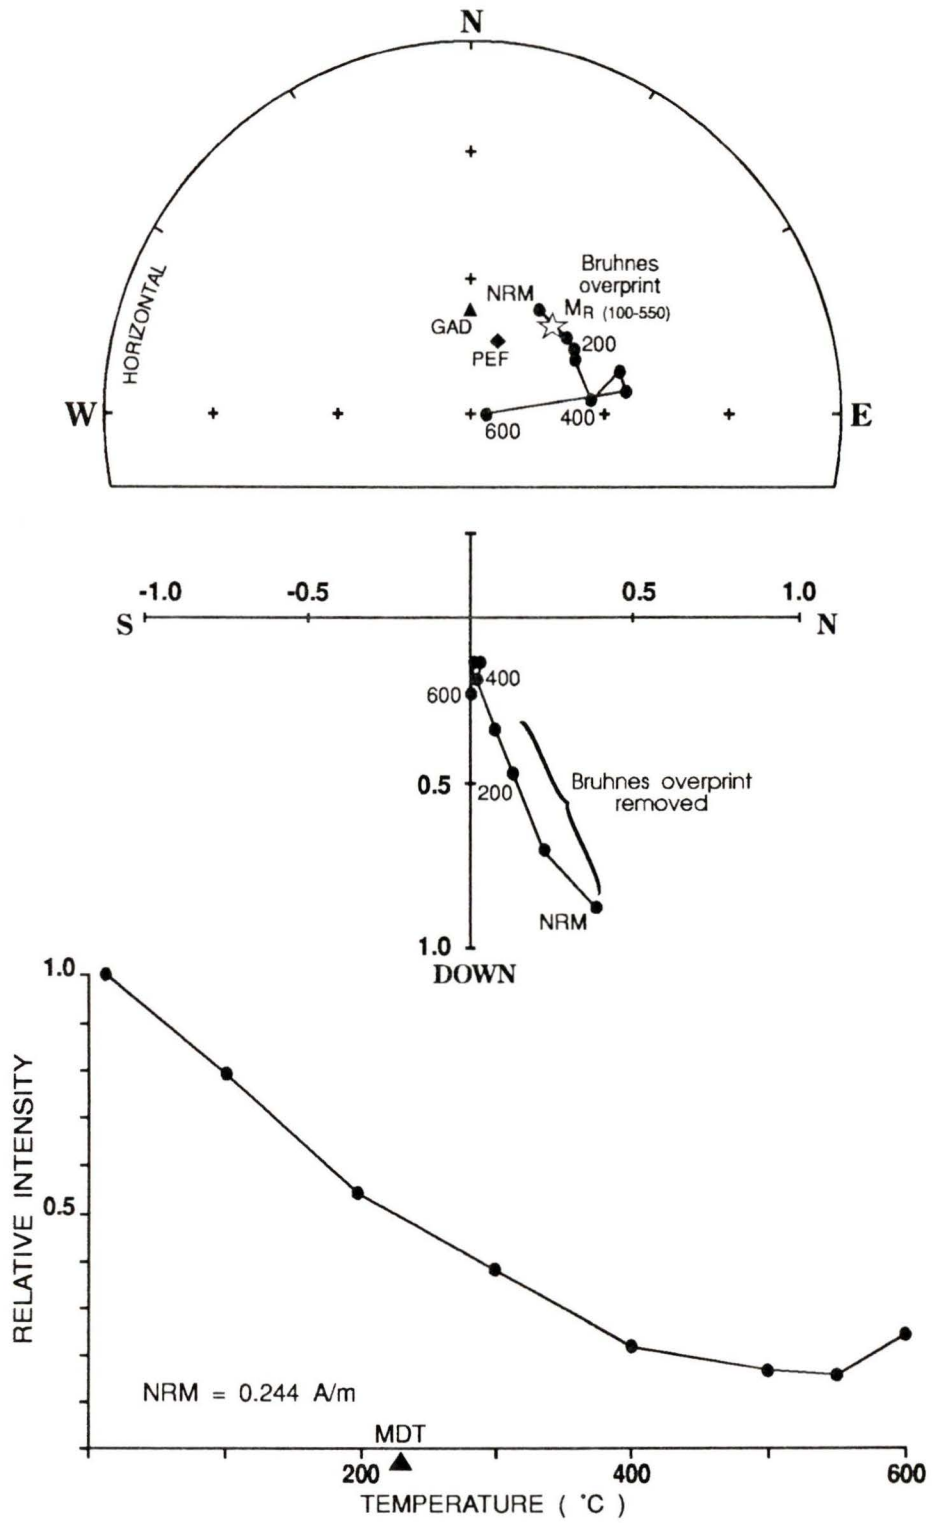 N
HORIZONTAL
Bruhnes
overprint
NRM
MR (100-550)
GAD
PEF
200
W
E
600
400
-1.0
-0.5
0.5
1.0
S
N
400
600
0.5
200
Bruhnes overprint
removed
NRM
1.0
DOWN
1.0
RELATIVE INTENSITY
0.5
NRM = 0.244 A/m
MDT
200
400
600
TEMPERATURE ( °C )